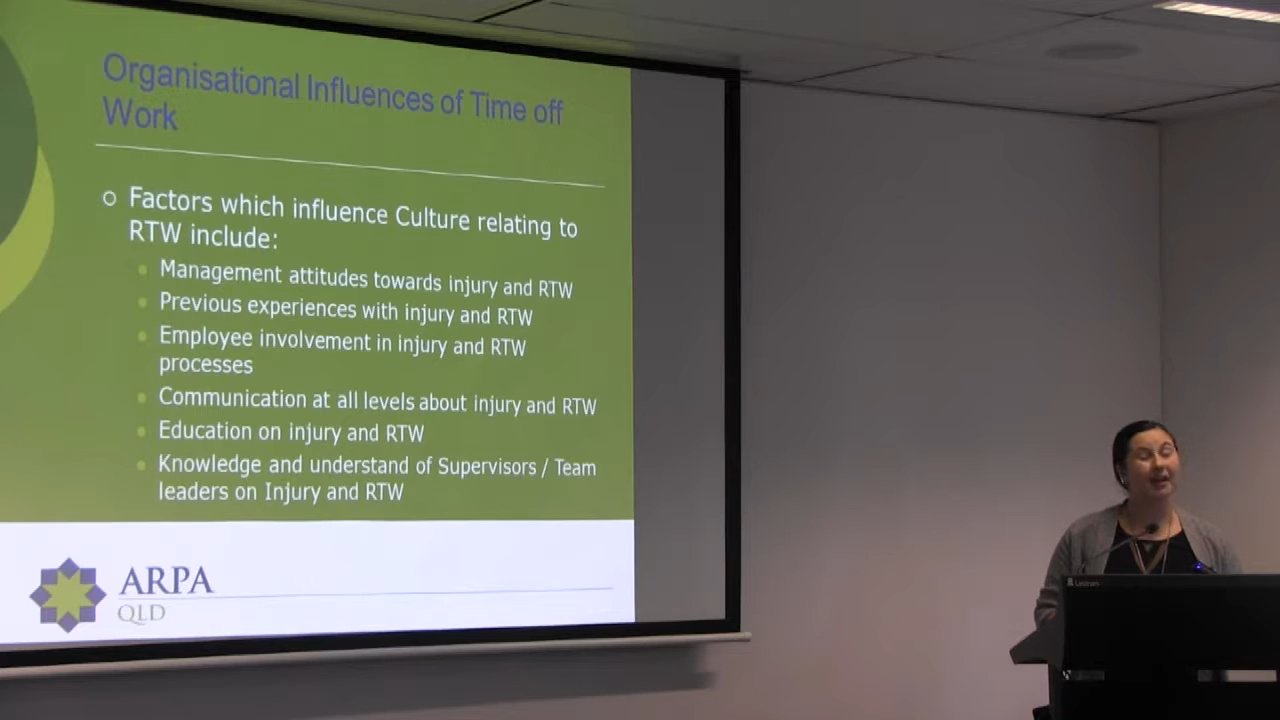 Organisational Influences of Time off
Work
Factors which influence Culture relating to
RTW include:
Management attitudes towards injury and RTW
Previous experiences with injury and RTW
Employee involvement in injury and RTW
processes
Communication at all levels about injury and RTW
Education on injury and RTW
Knowledge and understand of Supervisors / Team
leaders on Injury and RTW
ARPA
QLD